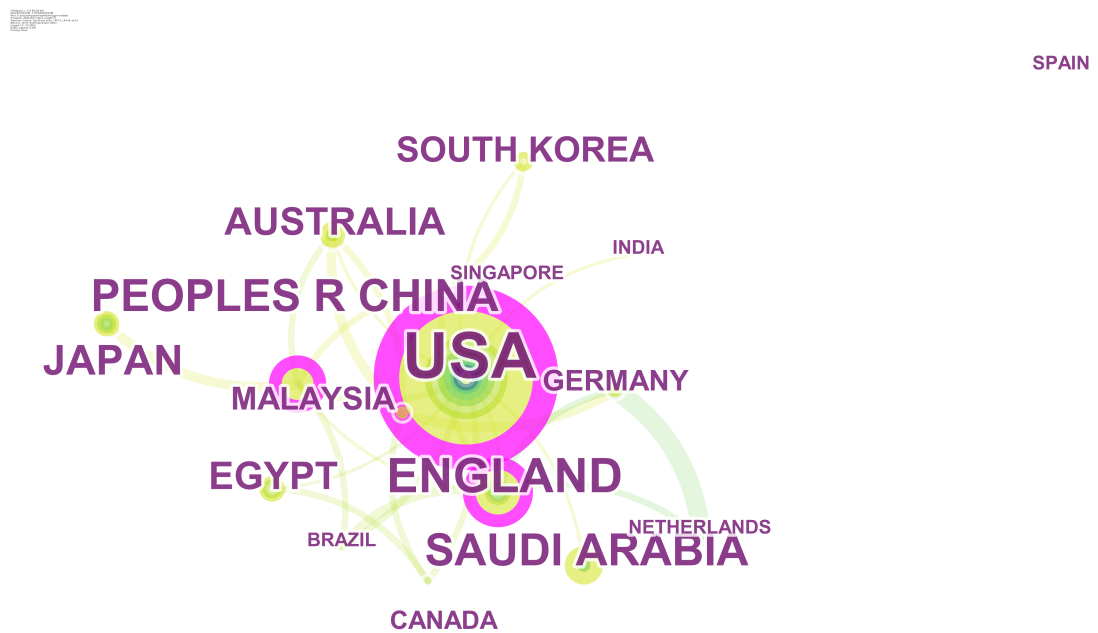 SPAIN
SOUTH KOREA
AUSTRALIA
INDIA
SINGAPORE
PEOPLES R CHINA
USA
JAPAN
GERMANY
MALAYSIA
EGYPT
ENGLAND
NETHERLANDS
BRAZIL
SAUDI ARABIA
CANADA